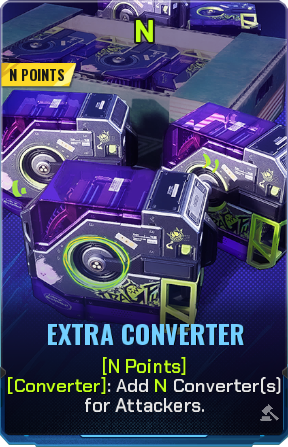 N
N POINTS
EXTRA CONVERTER
[N Points]
[Converter]: Add N Converter(s)
for Attackers.